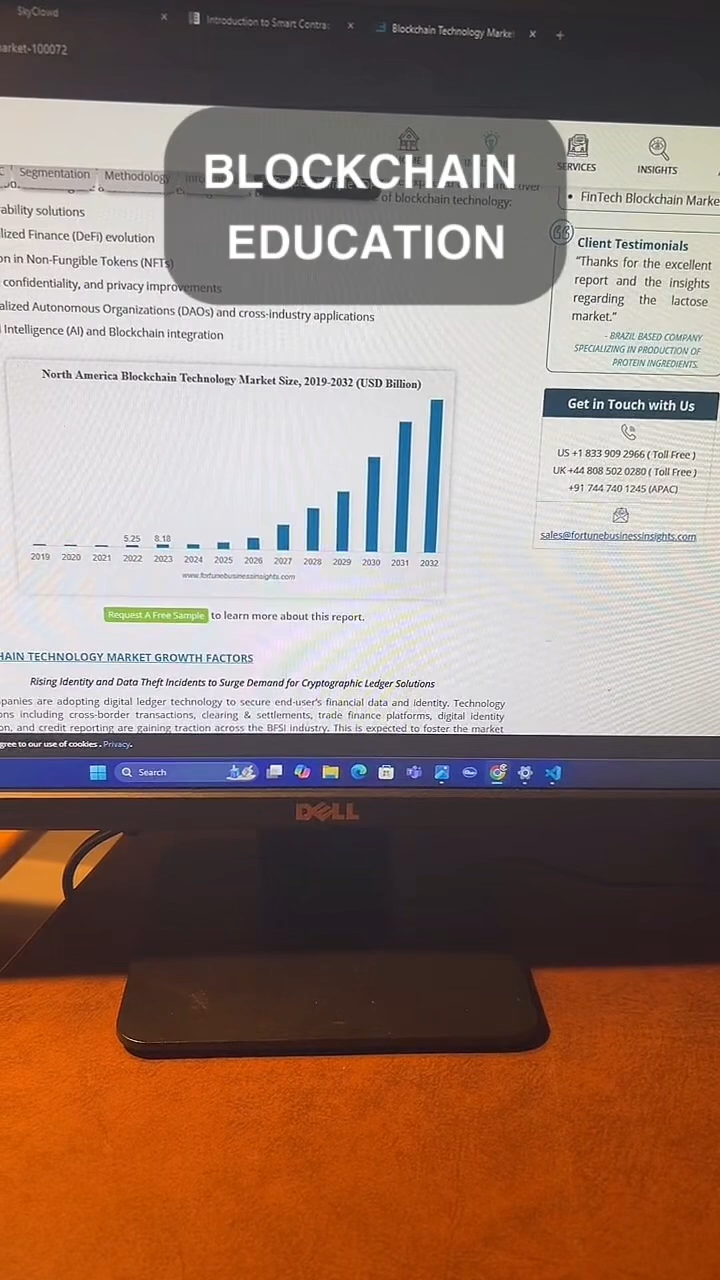 SkyClowd
Introduction to Smart Contra
Blockchain Technology Marke
arket-100072
BLOCKCHAIN
EDUCATION
SERVICES
INSIGHTS
Segmentation
Methodology
of blockchain technology:
ability solutions
lized Finance (DeFi) evolution
on in Non-Fungible Tokens (NFTs)
confidentiality, and privacy improvements
alized Autonomous Organizations (DAOs) and cross-industry applications
Intelligence (AI) and Blockchain integration
• FinTech Blockchain Marke
Client Testimonials
“Thanks for the excellent
report and the insights
regarding the lactose
market.”
- BRAZIL BASED COMPANY
SPECIALIZING IN PRODUCTION OF
PROTEIN INGREDIENTS.
North America Blockchain Technology Market Size, 2019-2032 (USD Billion)
5.25 8.18
2019 2020 2021 2022 2023 2024 2025 2026 2027 2028 2029 2030 2031 2032
www.fortunebusinessinsights.com
Get in Touch with Us
US +1 833 909 2966 ( Toll Free )
UK +44 808 502 0280 ( Toll Free )
+91 744 740 1245 (APAC)
sales@fortunebusinessinsights.com
Request A Free Sample to learn more about this report.
HAIN TECHNOLOGY MARKET GROWTH FACTORS
Rising Identity and Data Theft Incidents to Surge Demand for Cryptographic Ledger Solutions
panies are adopting digital ledger technology to secure end-user's financial data and identity. Technology
ns including cross-border transactions, clearing & settlements, trade finance platforms, digital identity
on, and credit reporting are gaining traction across the BFSI industry. This is expected to foster the market
gree to our use of cookies . Privacy.
Search
DELL